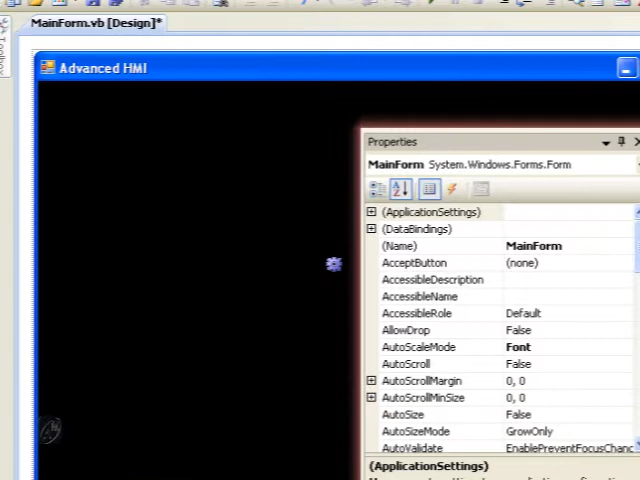 MainForm.vb [Design]*
Toolbox
Advanced HMI
Properties
MainForm System.Windows.Forms.Form
(ApplicationSettings)
(DataBindings)
(Name) MainForm
AcceptButton (none)
AccessibleDescription
AccessibleName
AccessibleRole Default
AllowDrop False
AutoScaleMode Font
AutoScroll False
AutoScrollMargin 0, 0
AutoScrollMinSize 0, 0
AutoSize False
AutoSizeMode GrowOnly
AutoValidate EnablePreventFocusChang
(ApplicationSettings)